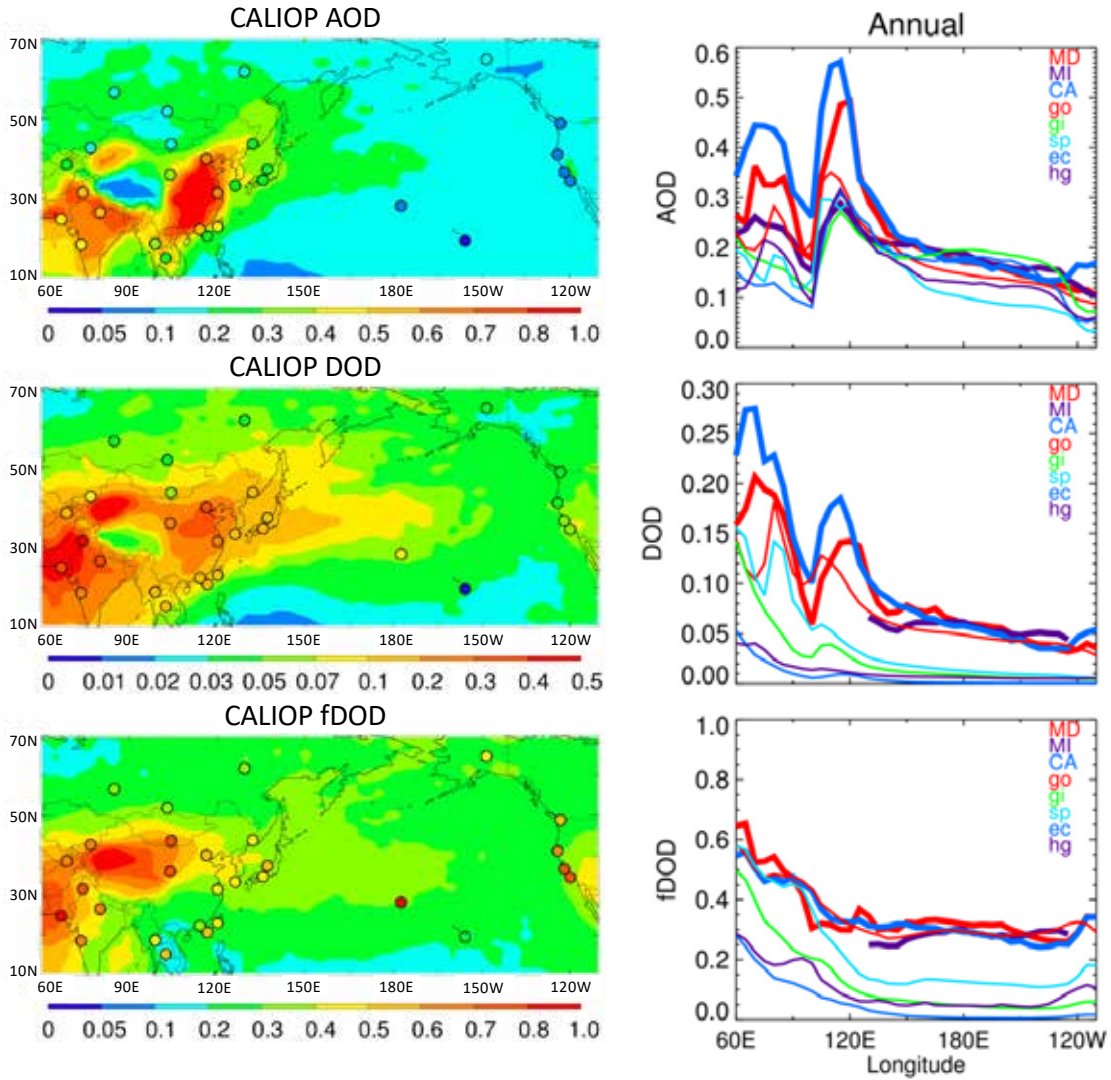 CALIOP AOD
70N
50N
30N
10N
60E 90E 120E 150E 180E 150W 120W
0 0.05 0.1 0.2 0.3 0.4 0.5 0.6 0.7 0.8 1.0
CALIOP DOD
70N
50N
30N
10N
60E 90E 120E 150E 180E 150W 120W
0 0.01 0.02 0.03 0.05 0.07 0.1 0.2 0.3 0.4 0.5
CALIOP fDOD
70N
50N
30N
10N
60E 90E 120E 150E 180E 150W 120W
0 0.05 0.1 0.2 0.3 0.4 0.5 0.6 0.7 0.8 1.0
Annual
AOD
0.6
0.5
0.4
0.3
0.2
0.1
0.0
MD
MI
CA
go
gi
sp
ec
hg
DOD
0.30
0.25
0.20
0.15
0.10
0.05
0.00
MD
MI
CA
go
gi
sp
ec
hg
fDOD
1.0
0.8
0.6
0.4
0.2
0.0
MD
MI
CA
go
gi
sp
ec
hg
60E 120E 180E 120W
Longitude